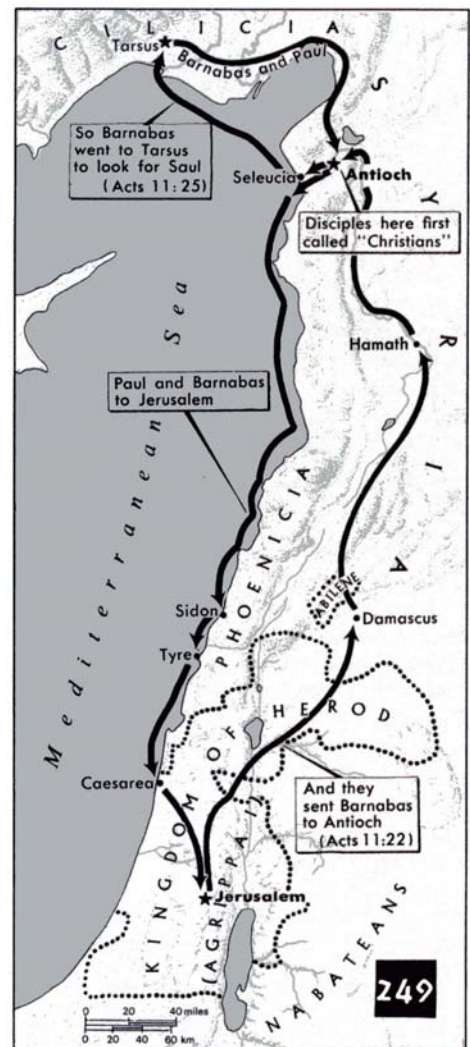 CILICIA
Tarsus
Barnabas and Paul
So Barnabas
went to Tarsus
to look for Saul
(Acts 11:25)
SYRIA
Seleucia
Antioch
Disciples here first
called "Christians"
Hamath
Mediterranean Sea
Paul and Barnabas
to Jerusalem
PHOENICIA
ABILENE
Sidon
Damascus
Tyre
KINGDOM OF HEROD
AGRIPPA I
Caesarea
And they
sent Barnabas
to Antioch
(Acts 11:22)
Jerusalem
NABATEANS
249
0 20 40 miles
0 20 40 60 km